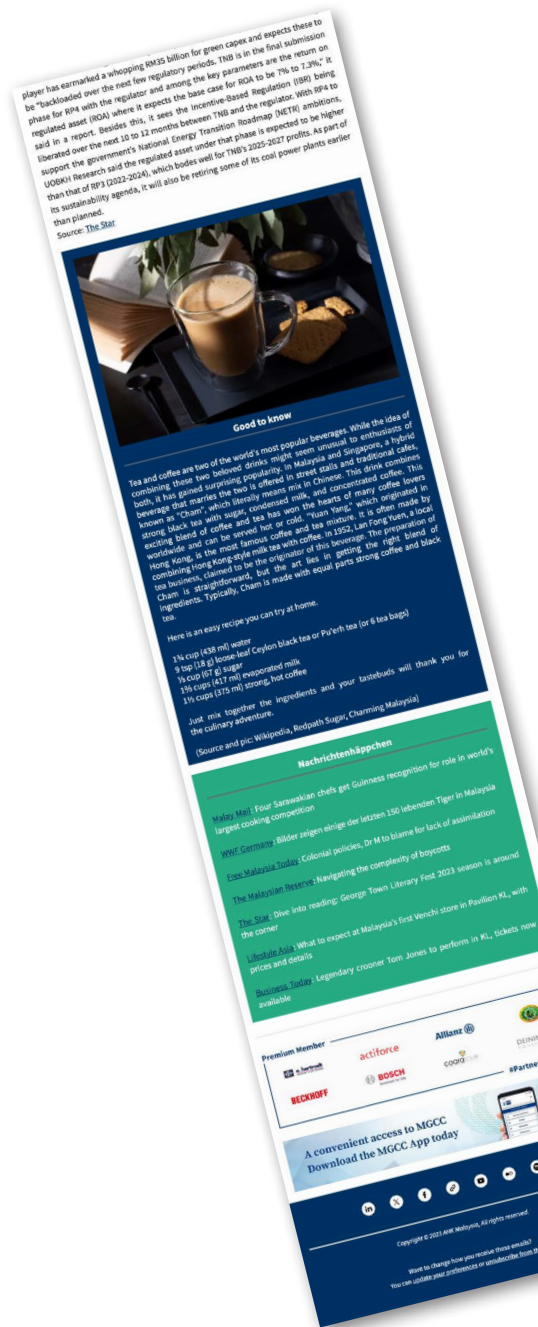 player has earmarked a whopping RM35 billion for green capex and expects these to
be "backloaded over the next few regulatory periods. TNB is in the final submission
phase for RP4 with the regulator and among the key parameters are the return on
regulated asset (ROA) where it expects the base case for ROA to be 7% to 7.3%," it
said in a report. Besides this, it sees the Incentive-Based Regulation (IBR) being
liberated over the next 10 to 12 months between TNB and the regulator. With RP4 to
support the government's National Energy Transition Roadmap (NETR) ambitions,
UOBKH Research said the regulated asset under that phase is expected to be higher
than that of RP3 (2022-2024), which bodes well for TNB's 2025-2027 profits. As part of
its sustainability agenda, it will also be retiring some of its coal power plants earlier
than planned.
Source: The Star
Good to know
Tea and coffee are two of the world's most popular beverages. While the idea of
combining these two beloved drinks might seem unusual to enthusiasts of
both, it has gained surprising popularity. In Malaysia and Singapore, a hybrid
beverage that marries the two is offered in street stalls and traditional cafes,
known as "Cham", which literally means mix in Chinese. This drink combines
strong black tea with sugar, condensed milk, and concentrated coffee. This
exciting blend of coffee and tea has won the hearts of many coffee lovers
worldwide and can be served hot or cold. "Yuan Yang," which originated in
Hong Kong, is the most famous coffee and tea mixture. It is often made by
combining Hong Kong-style milk tea with coffee. In 1952, Lan Fong Yuen, a local
tea business, claimed to be the originator of this beverage. The preparation of
Cham is straightforward, but the art lies in getting the right blend of
ingredients. Typically, Cham is made with equal parts strong coffee and black
tea.
Here is an easy recipe you can try at home.
1¾ cup (438 ml) water
9 tsp (18 g) loose-leaf Ceylon black tea or Pu'erh tea (or 6 tea bags)
⅓ cup (67 g) sugar
1⅔ cups (417 ml) evaporated milk
1½ cups (375 ml) strong, hot coffee
Just mix together the ingredients and your tastebuds will thank you for
the culinary adventure.
(Source and pic: Wikipedia, Redpath Sugar, Charming Malaysia)
Nachrichtenhäppchen
Malay Mail: Four Sarawakian chefs get Guinness recognition for role in world's
largest cooking competition
WWF Germany: Bilder zeigen einige der letzten 150 lebenden Tiger in Malaysia
Free Malaysia Today: Colonial policies, Dr M to blame for lack of assimilation
The Malaysian Reserve: Navigating the complexity of boycotts
The Star: Dive into reading: George Town Literary Fest 2023 season is around
the corner
Lifestyle Asia: What to expect at Malaysia's first Venchi store in Pavilion KL, with
prices and details
Business Today: Legendary crooner Tom Jones to perform in KL, tickets now
available
Premium Member
actiforce
Allianz
BECKHOFF
BOSCH
DEININ
#Partne
A convenient access to MGCC
Download the MGCC App today
Copyright © 2023 AHK Malaysia, All rights reserved.
Want to change how you receive these emails?
You can update your preferences or unsubscribe from th